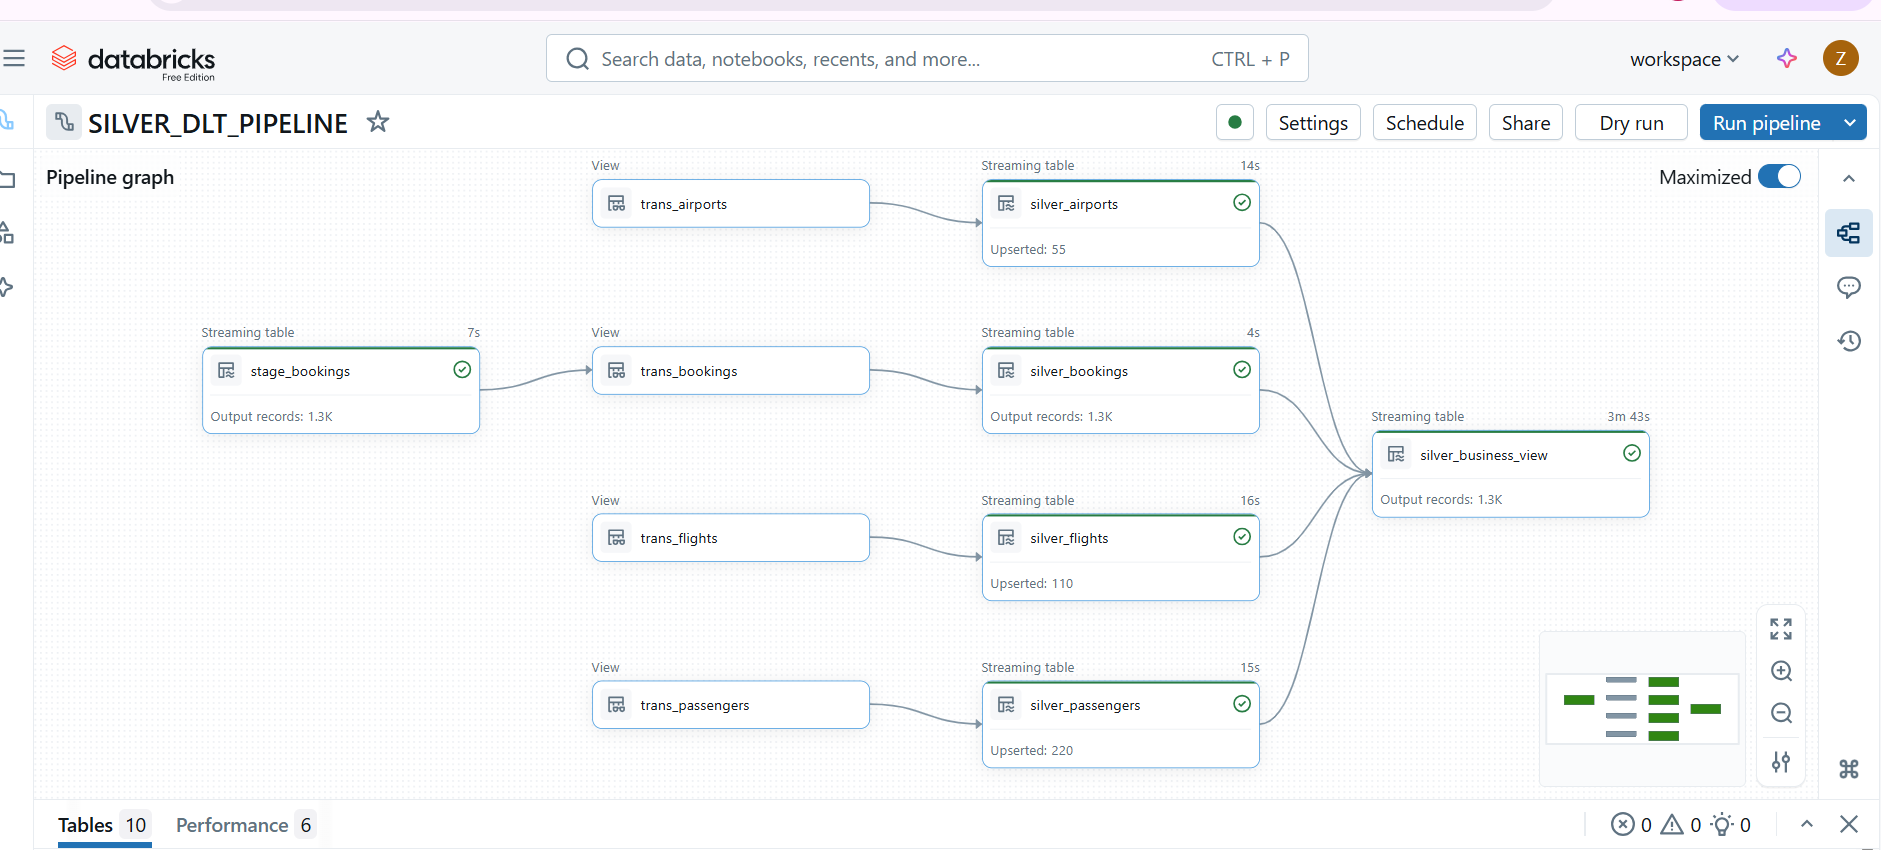 databricks
Free Edition
Search data, notebooks, recents, and more...
CTRL + P
workspace
Z
SILVER_DLT_PIPELINE
Settings
Schedule
Share
Dry run
Run pipeline
Pipeline graph
Maximized
View
trans_airports
Streaming table 14s
silver_airports
Upserted: 55
Streaming table 7s
stage_bookings
Output records: 1.3K
View
trans_bookings
Streaming table 4s
silver_bookings
Output records: 1.3K
Streaming table 3m 43s
silver_business_view
Output records: 1.3K
View
trans_flights
Streaming table 16s
silver_flights
Upserted: 110
View
trans_passengers
Streaming table 15s
silver_passengers
Upserted: 220
Tables 10
Performance 6
0 0 0